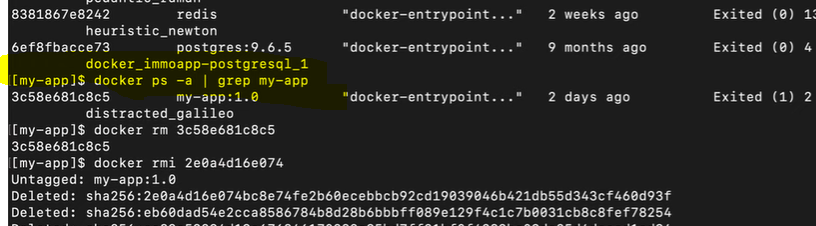 8381867e8242 redis "docker-entrypoint..." 2 weeks ago Exited (0) 13
heuristic_newton
6ef8fbacce73 postgres:9.6.5 "docker-entrypoint..." 9 months ago Exited (0) 4
docker_immoapp-postgresql_1
[my-app]$ docker ps -a | grep my-app
3c58e681c8c5 my-app:1.0 "docker-entrypoint..." 2 days ago Exited (1) 2
distracted_galileo
[my-app]$ docker rm 3c58e681c8c5
3c58e681c8c5
[my-app]$ docker rmi 2e0a4d16e074
Untagged: my-app:1.0
Deleted: sha256:2e0a4d16e074bc8e74fe2b60ecebbcb92cd19039046b421db55d343cf460d93f
Deleted: sha256:eb60dad54e2cca8586784b8d28b6bbbff089e129f4c1c7b0031cb8c8fef78254